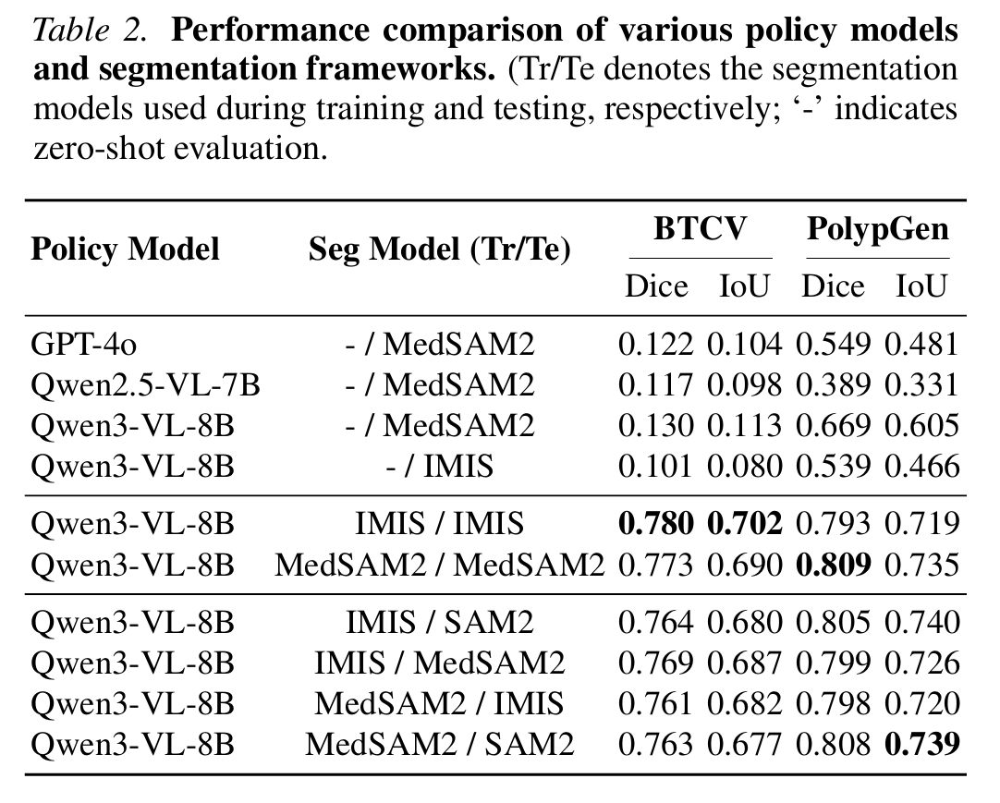 Table 2. Performance comparison of various policy models
and segmentation frameworks. (Tr/Te denotes the segmentation
models used during training and testing, respectively; ‘-’ indicates
zero-shot evaluation.
Policy Model Seg Model (Tr/Te) BTCV PolypGen
Dice IoU Dice IoU
GPT-4o - / MedSAM2 0.122 0.104 0.549 0.481
Qwen2.5-VL-7B - / MedSAM2 0.117 0.098 0.389 0.331
Qwen3-VL-8B - / MedSAM2 0.130 0.113 0.669 0.605
Qwen3-VL-8B - / IMIS 0.101 0.080 0.539 0.466
Qwen3-VL-8B IMIS / IMIS 0.780 0.702 0.793 0.719
Qwen3-VL-8B MedSAM2 / MedSAM2 0.773 0.690 0.809 0.735
Qwen3-VL-8B IMIS / SAM2 0.764 0.680 0.805 0.740
Qwen3-VL-8B IMIS / MedSAM2 0.769 0.687 0.799 0.726
Qwen3-VL-8B MedSAM2 / IMIS 0.761 0.682 0.798 0.720
Qwen3-VL-8B MedSAM2 / SAM2 0.763 0.677 0.808 0.739